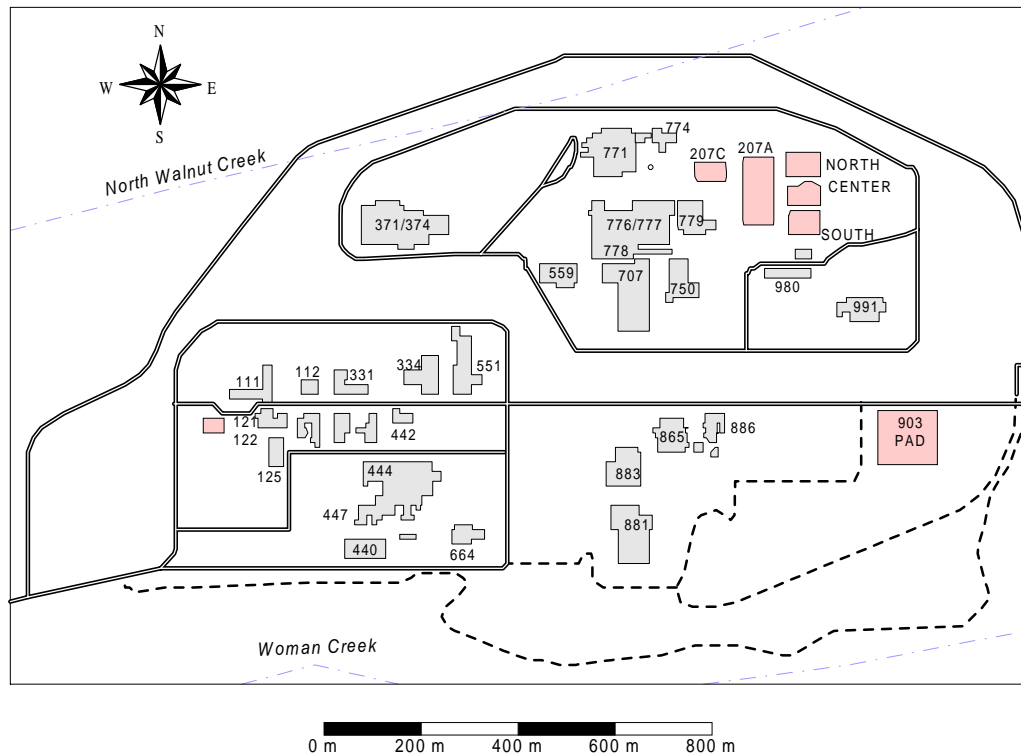 N
W E
S
North Walnut Creek
774
771
207C
207A
NORTH
CENTER
SOUTH
371/374
776/777
779
778
559
707
750
980
991
111
112
331
334
551
121
122
125
442
444
447
440
664
865
886
883
881
903
PAD
Woman Creek
0 m 200 m 400 m 600 m 800 m